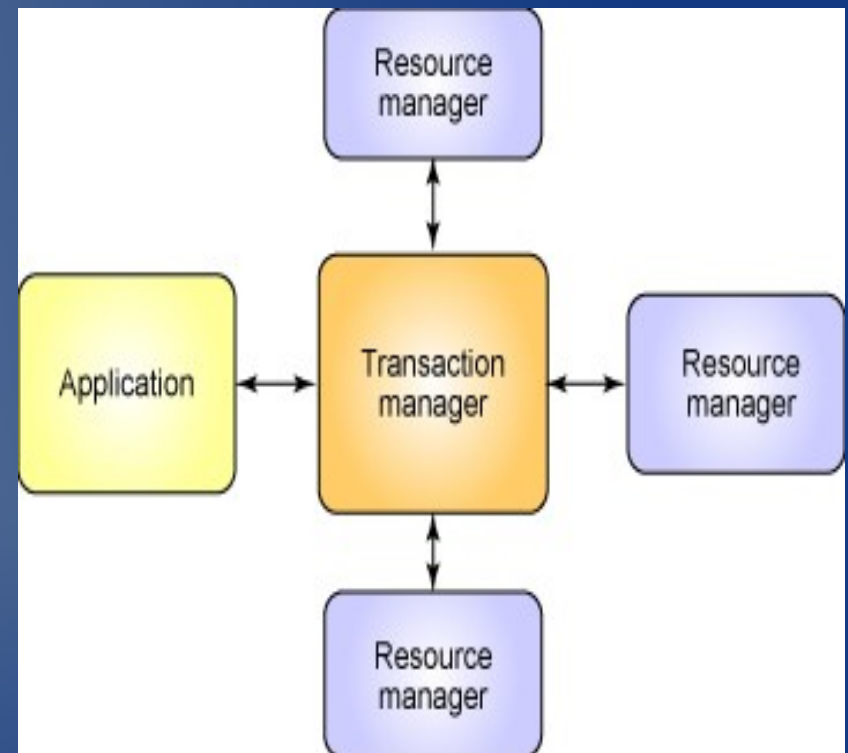 Resource
manager
Application
Transaction
manager
Resource
manager
Resource
manager